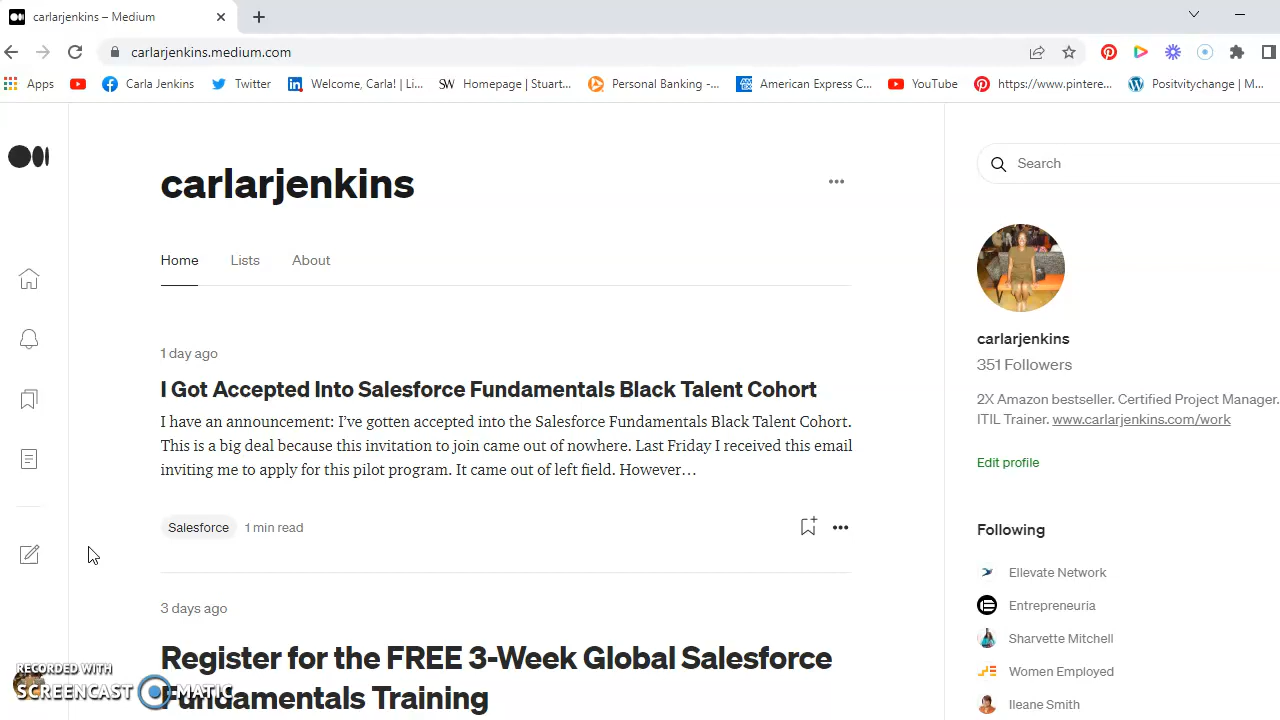 carlarjenkins – Medium
carlarjenkins.medium.com
Apps
Carla Jenkins
Twitter
Welcome, Carla! | Li...
SW Homepage | Stuart...
Personal Banking -...
American Express C...
YouTube
https://www.pintere...
Positivitychange | M...
carlarjenkins
Search
Home
Lists
About
1 day ago
I Got Accepted Into Salesforce Fundamentals Black Talent Cohort
I have an announcement: I’ve gotten accepted into the Salesforce Fundamentals Black Talent Cohort.
This is a big deal because this invitation to join came out of nowhere. Last Friday I received this email
inviting me to apply for this pilot program. It came out of left field. However…
Salesforce
1 min read
3 days ago
Register for the FREE 3-Week Global Salesforce
Fundamentals Training
carlarjenkins
351 Followers
2X Amazon bestseller. Certified Project Manager.
ITIL Trainer. www.carlarjenkins.com/work
Edit profile
Following
Ellevate Network
Entrepreneuria
Sharvette Mitchell
Women Employed
Ileane Smith
RECORDED WITH
SCREENCAST MATIC